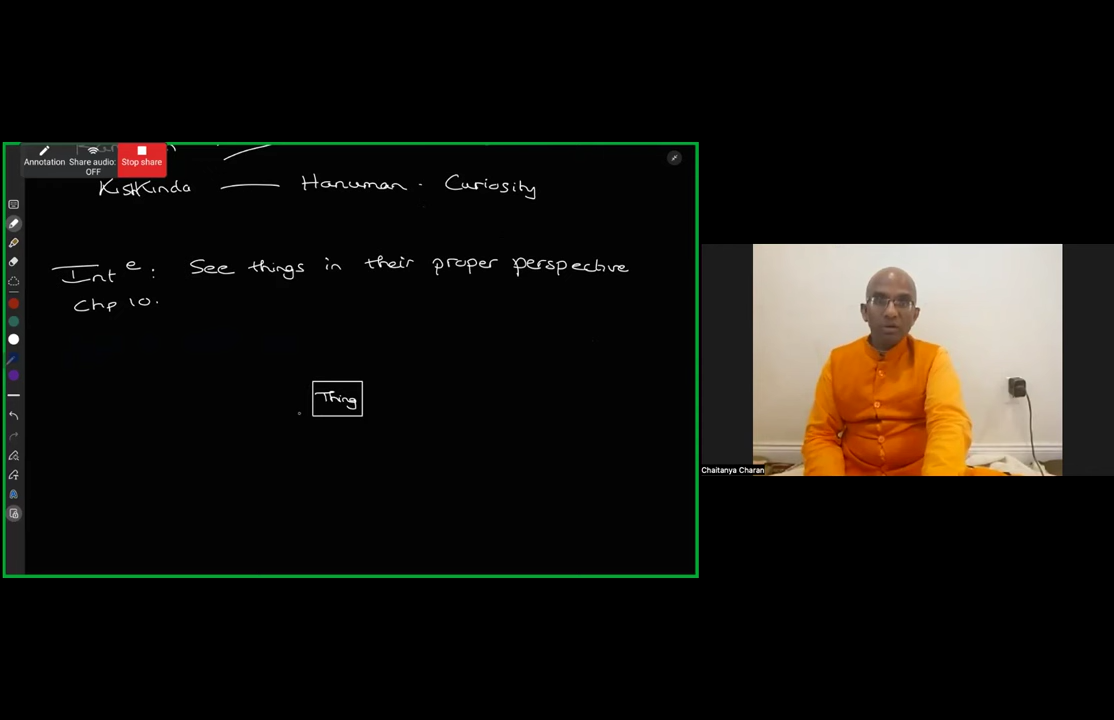 Annotation
Share audio: OFF
Stop share
Kiskinda — Hanuman. Curiosity
Int e: See things in their proper perspective
Chp 10.
Thing
Chaitanya Charan